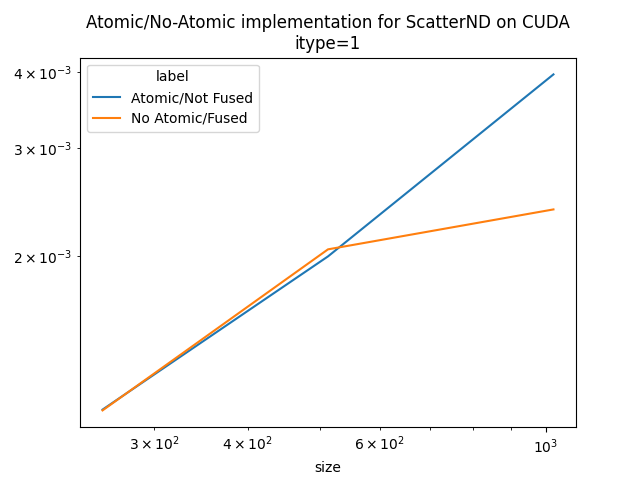 Atomic/No-Atomic implementation for ScatterND on CUDA
itype=1
label
Atomic/Not Fused
No Atomic/Fused
4 × 10⁻³
3 × 10⁻³
2 × 10⁻³
3 × 10²
4 × 10²
6 × 10²
10³
size